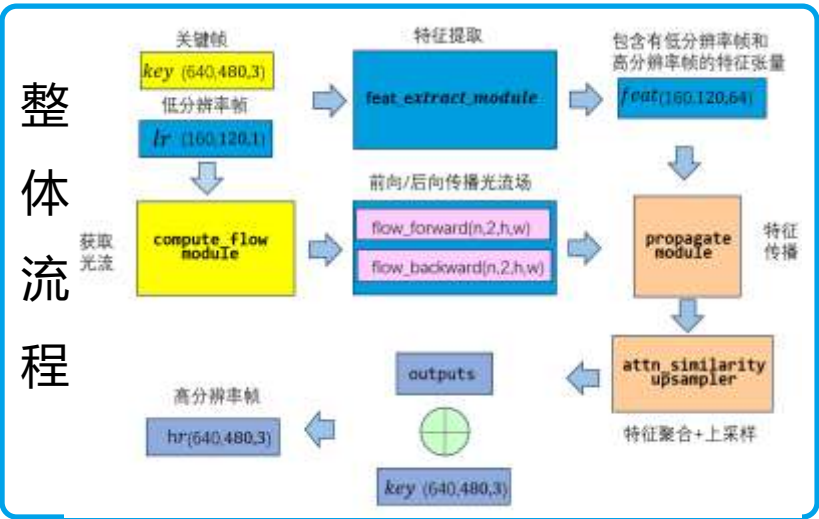 整
体
流
程
关键帧
key (640,480,3)
低分辨率帧
lr (160,120,1)
特征提取
feat_extract_module
包含有低分辨率帧和
高分辨率帧的特征张量
feat(160,120,64)
获取
光流
compute_flow
module
前向/后向传播光流场
flow_forward(n,2,h,w)
flow_backward(n,2,h,w)
propagate
module
特征
传播
attn_similarity
upsampler
特征聚合+上采样
outputs
key (640,480,3)
高分辨率帧
hr(640,480,3)